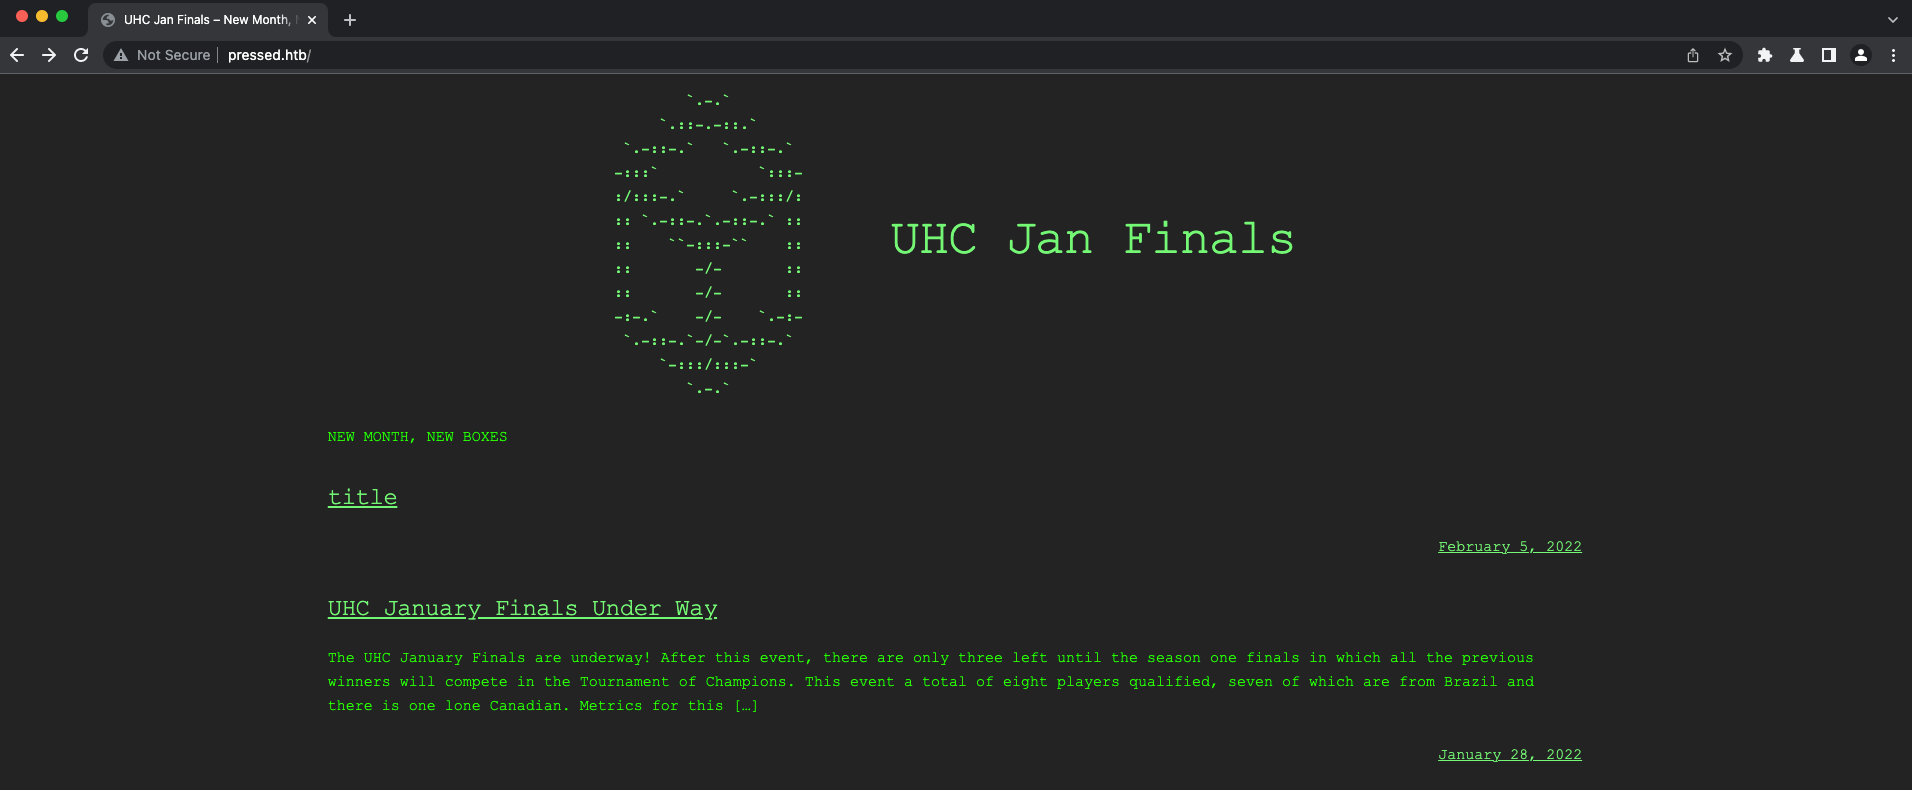 UHC Jan Finals – New Month,
Not Secure
pressed.htb/
`.-.`
`.::-.-::.`
`.-::-.`   `.-::-.`
-:::`           `:::-
:/:::-.`     `.-:::/:
:: `.-::-.`.-::-.` ::
::    ``-:::-``    ::
::       -/-       ::
::       -/-       ::
-:-.`    -/-    `.-:-
`.-::-.`-/-`.-::-.`
`-:::/:::-`
`.-.`
UHC Jan Finals
NEW MONTH, NEW BOXES
title
February 5, 2022
UHC January Finals Under Way
The UHC January Finals are underway! After this event, there are only three left until the season one finals in which all the previous
winners will compete in the Tournament of Champions. This event a total of eight players qualified, seven of which are from Brazil and
there is one lone Canadian. Metrics for this […]
January 28, 2022